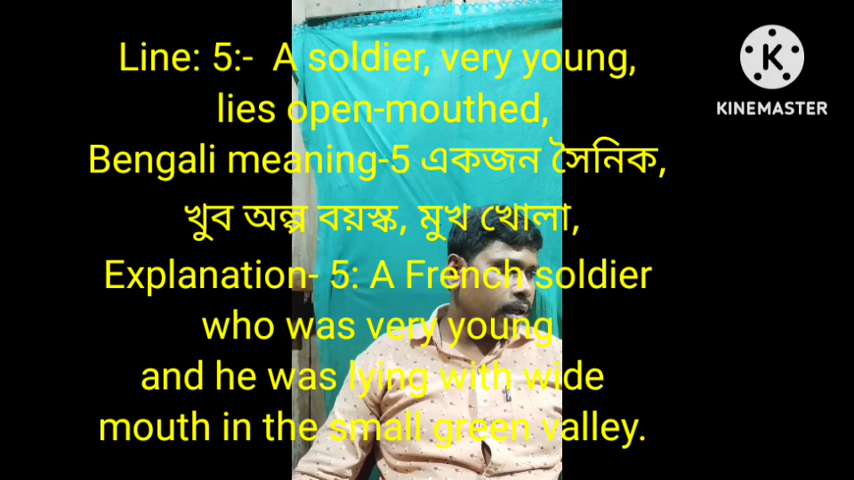 Line: 5:- A soldier, very young,
lies open-mouthed,
Bengali meaning-5 একজন সৈনিক,
খুব অল্প বয়স্ক, মুখ খোলা,
Explanation- 5: A French soldier
who was very young
and he was lying with wide
mouth in the small green valley.
K
KINEMASTER